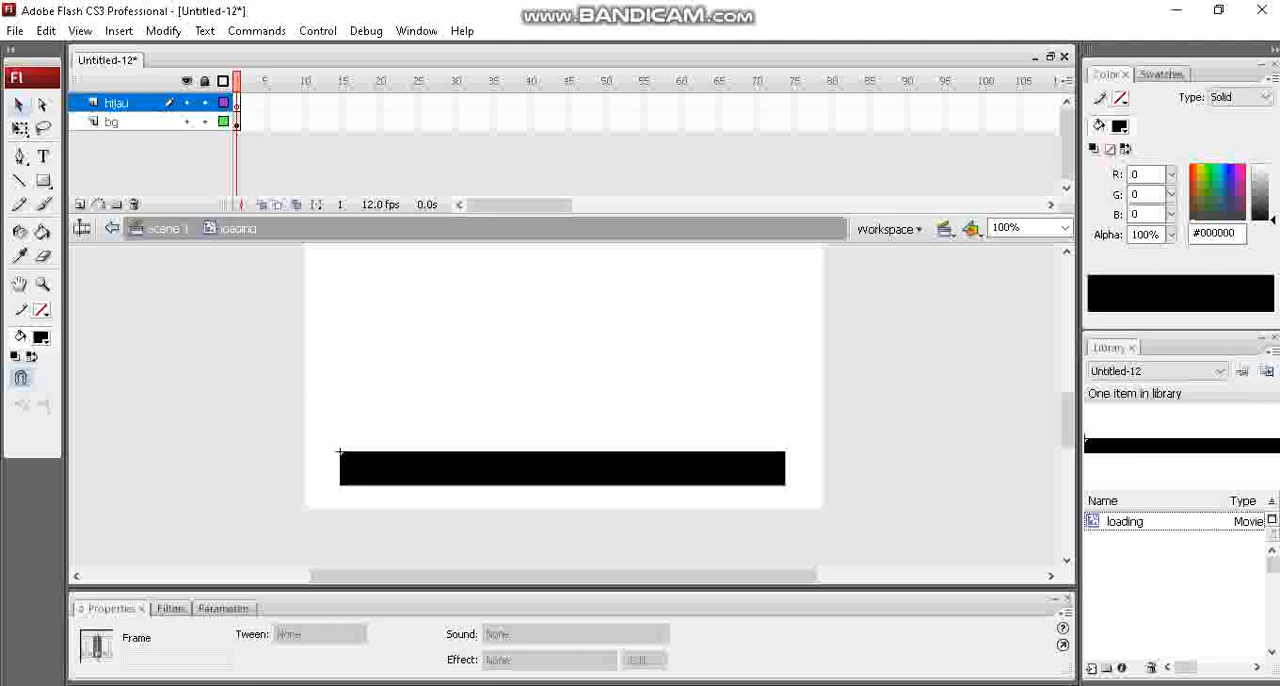 Adobe Flash CS3 Professional - [Untitled-12*]
www.BANDICAM.com
File Edit View Insert Modify Text Commands Control Debug Window Help
Untitled-12*
Fl
5 10 15 20 25 30 35 40 45 50 55 60 65 70 75 80 85 90 95 100 105
hijau
bg
1 12.0 fps 0.0s
Scene 1 loading Workspace 100%
Color Swatches
Type: Solid
R: 0
G: 0
B: 0
Alpha: 100% #000000
Library
Untitled-12
One item in library
Name Type
loading Movie
Properties Filters Parameters
Frame Tween: None Sound: None
Effect: None Edit...